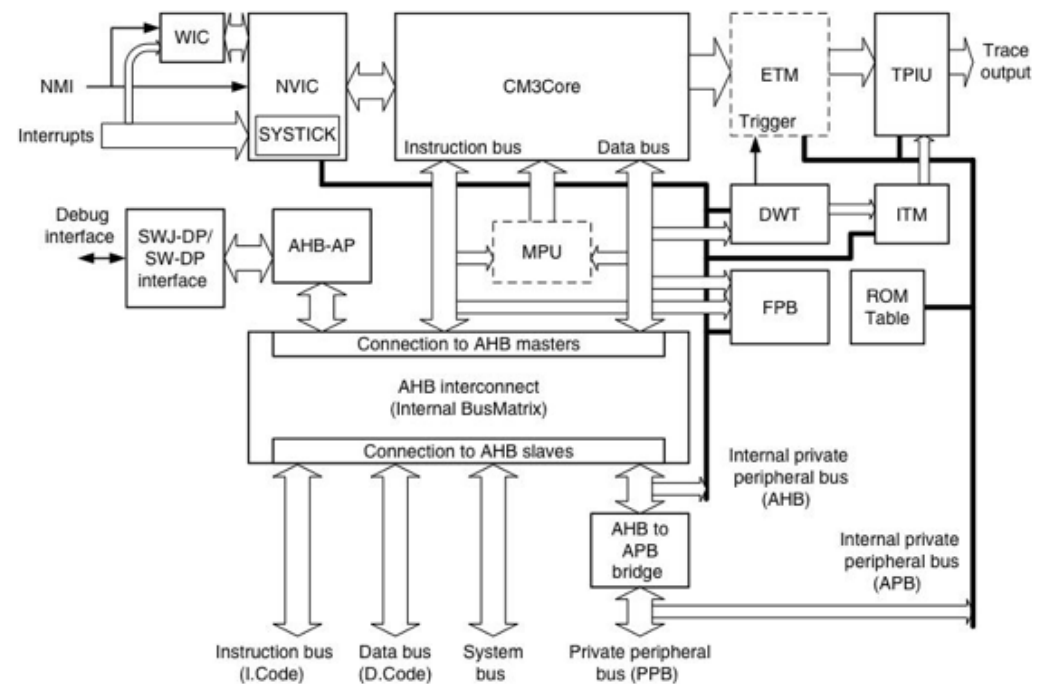 WIC
NMI
Interrupts
NVIC
SYSTICK
CM3Core
Instruction bus
Data bus
ETM
Trigger
TPIU
Trace
output
Debug
interface
SWJ-DP/
SW-DP
interface
AHB-AP
MPU
DWT
ITM
FPB
ROM
Table
Connection to AHB masters
AHB interconnect
(Internal BusMatrix)
Connection to AHB slaves
Internal private
peripheral bus
(AHB)
AHB to
APB
bridge
Internal private
peripheral bus
(APB)
Instruction bus
(I.Code)
Data bus
(D.Code)
System
bus
Private peripheral
bus (PPB)